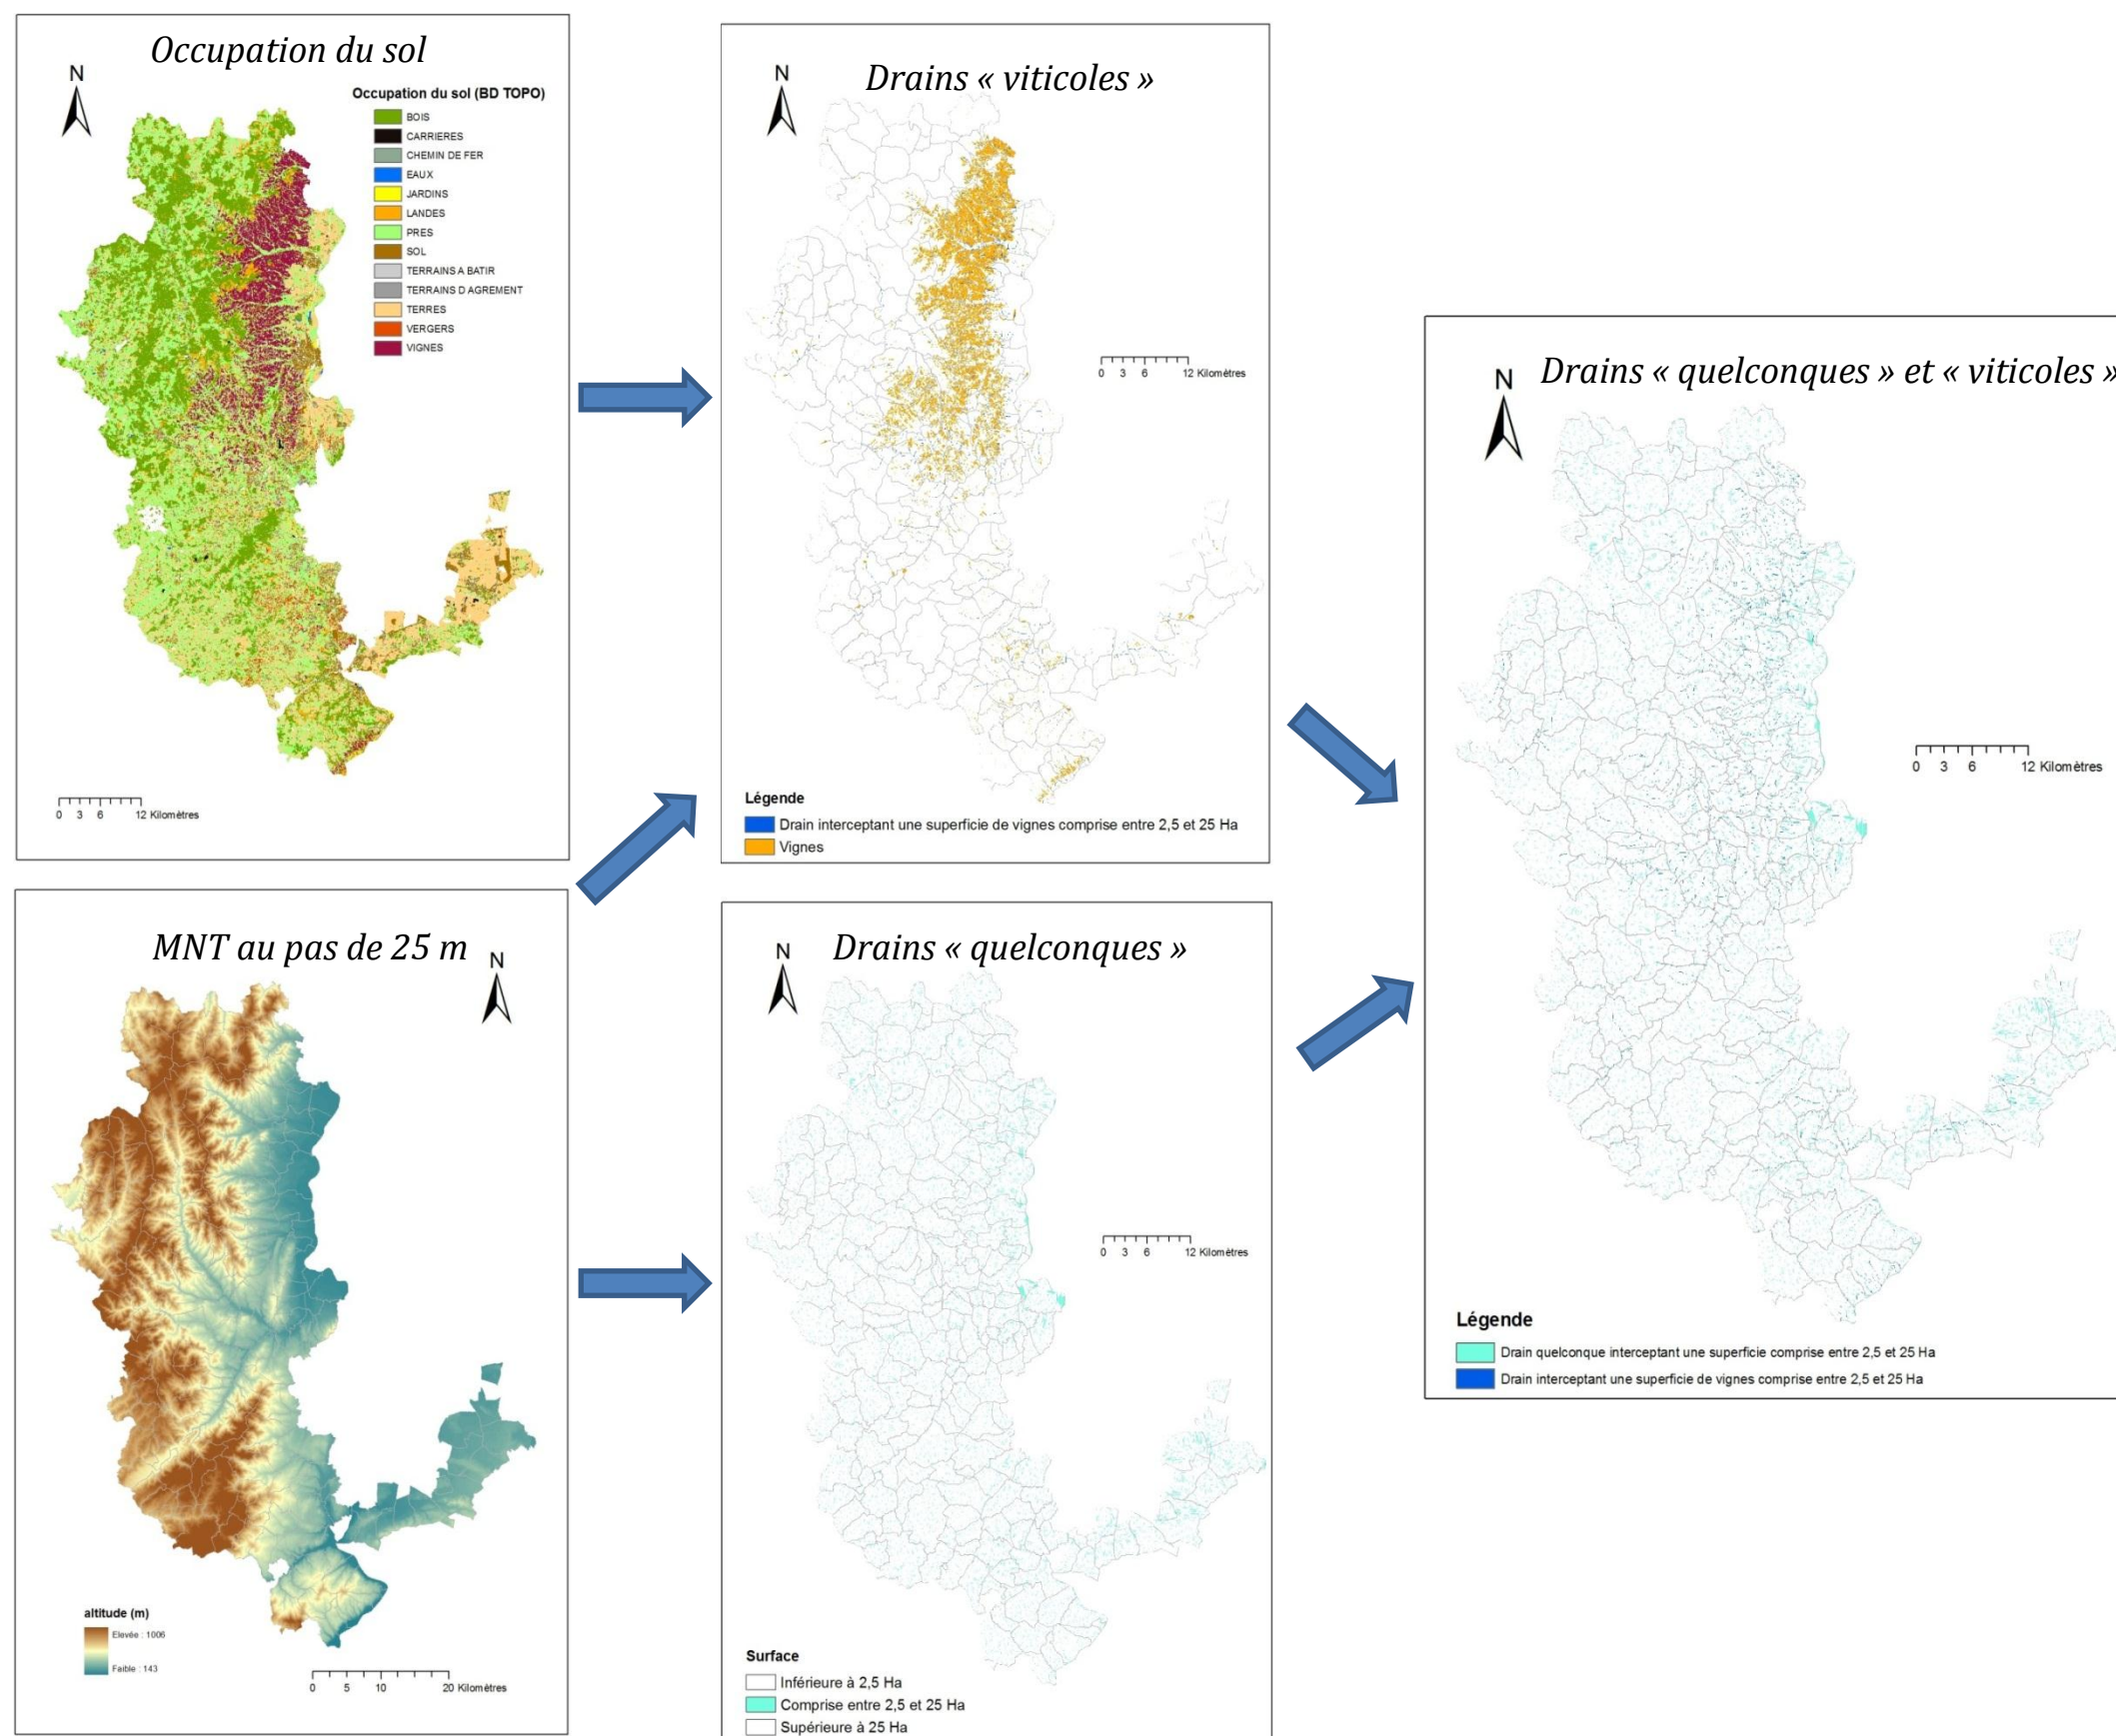 Occupation du sol
N
Occupation du sol (BD TOPO)
BOIS
CARRIERES
CHEMIN DE FER
EAUX
JARDINS
LANDES
PRES
SOL
TERRAINS A BATIR
TERRAINS D AGREMENT
TERRES
VERGERS
VIGNES
0 3 6 12 Kilomètres
Drains « viticoles »
N
0 3 6 12 Kilomètres
Légende
Drain interceptant une superficie de vignes comprise entre 2,5 et 25 Ha
Vignes
MNT au pas de 25 m
N
altitude (m)
Elevée : 1006
Faible : 143
0 5 10 20 Kilomètres
Drains « quelconques »
N
0 3 6 12 Kilomètres
Surface
Inférieure à 2,5 Ha
Comprise entre 2,5 et 25 Ha
Supérieure à 25 Ha
Drains « quelconques » et « viticoles »
N
0 3 6 12 Kilomètres
Légende
Drain quelconque interceptant une superficie comprise entre 2,5 et 25 Ha
Drain interceptant une superficie de vignes comprise entre 2,5 et 25 Ha